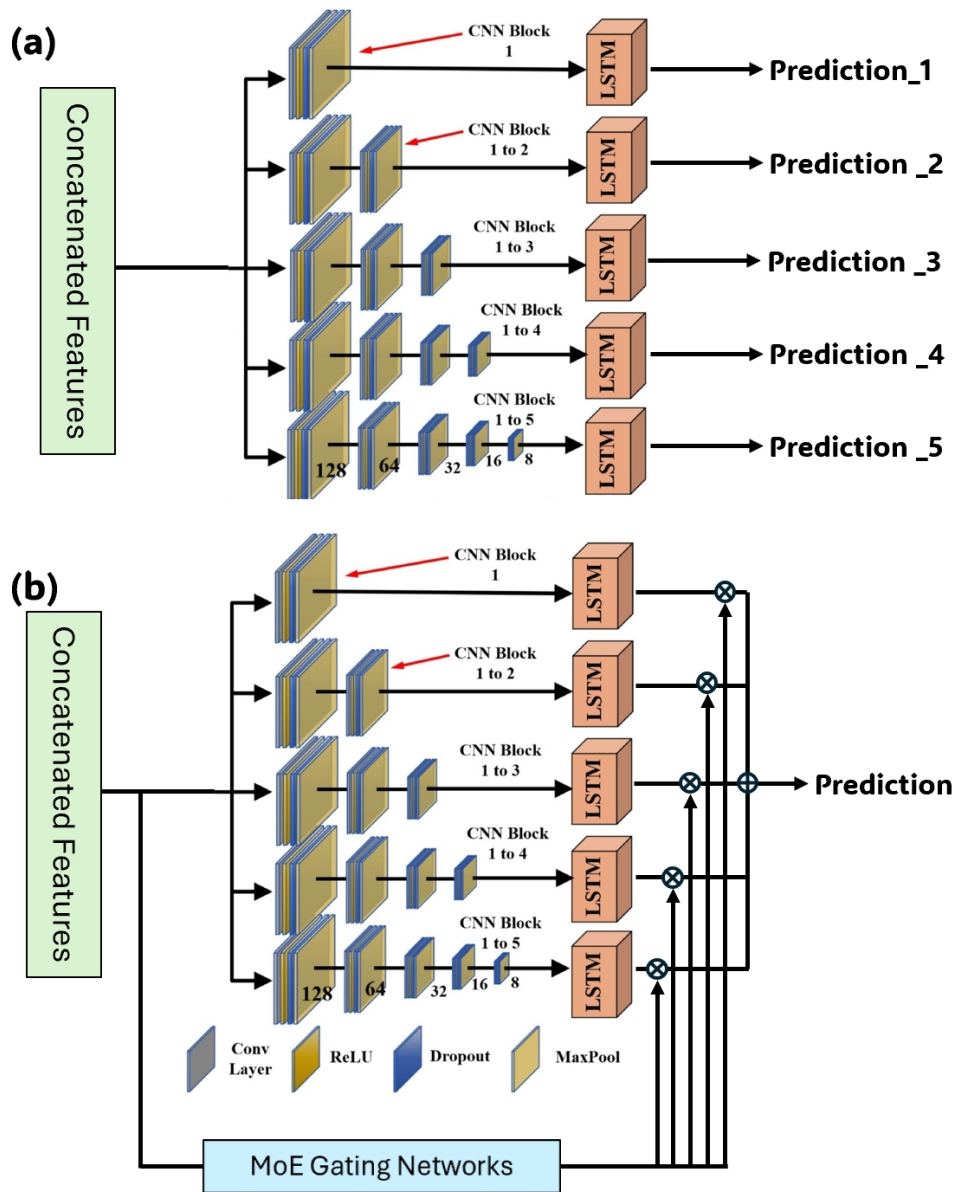 (a)
Concatenated Features
CNN Block
1
LSTM
Prediction_1
CNN Block
1 to 2
LSTM
Prediction _2
CNN Block
1 to 3
LSTM
Prediction _3
CNN Block
1 to 4
LSTM
Prediction _4
CNN Block
1 to 5
128
64
32
16
8
LSTM
Prediction _5
(b)
Concatenated Features
CNN Block
1
LSTM
CNN Block
1 to 2
LSTM
CNN Block
1 to 3
LSTM
Prediction
CNN Block
1 to 4
LSTM
CNN Block
1 to 5
128
64
32
16
8
LSTM
Conv
Layer
ReLU
Dropout
MaxPool
MoE Gating Networks